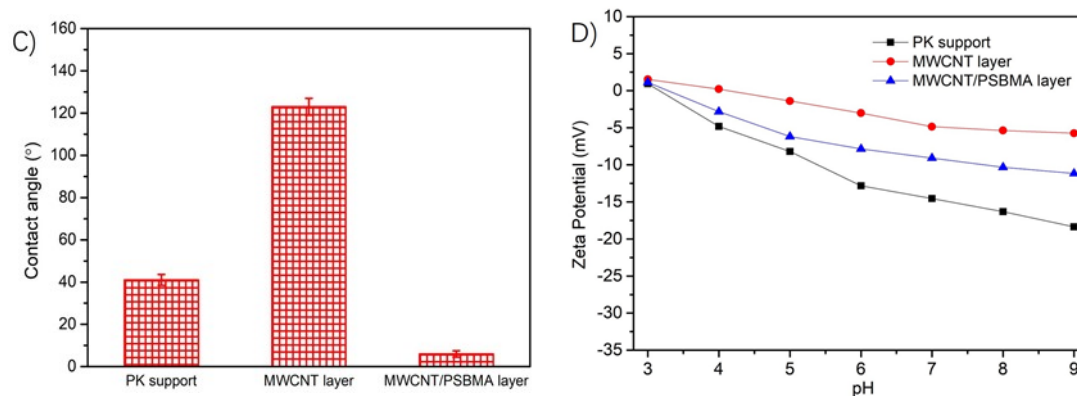 C)
160
140
120
100
80
60
40
20
0
Contact angle (°)
PK support
MWCNT layer
MWCNT/PSBMA layer
D)
PK support
MWCNT layer
MWCNT/PSBMA layer
10
5
0
-5
-10
-15
-20
-25
-30
-35
Zeta Potential (mV)
3 4 5 6 7 8 9
pH